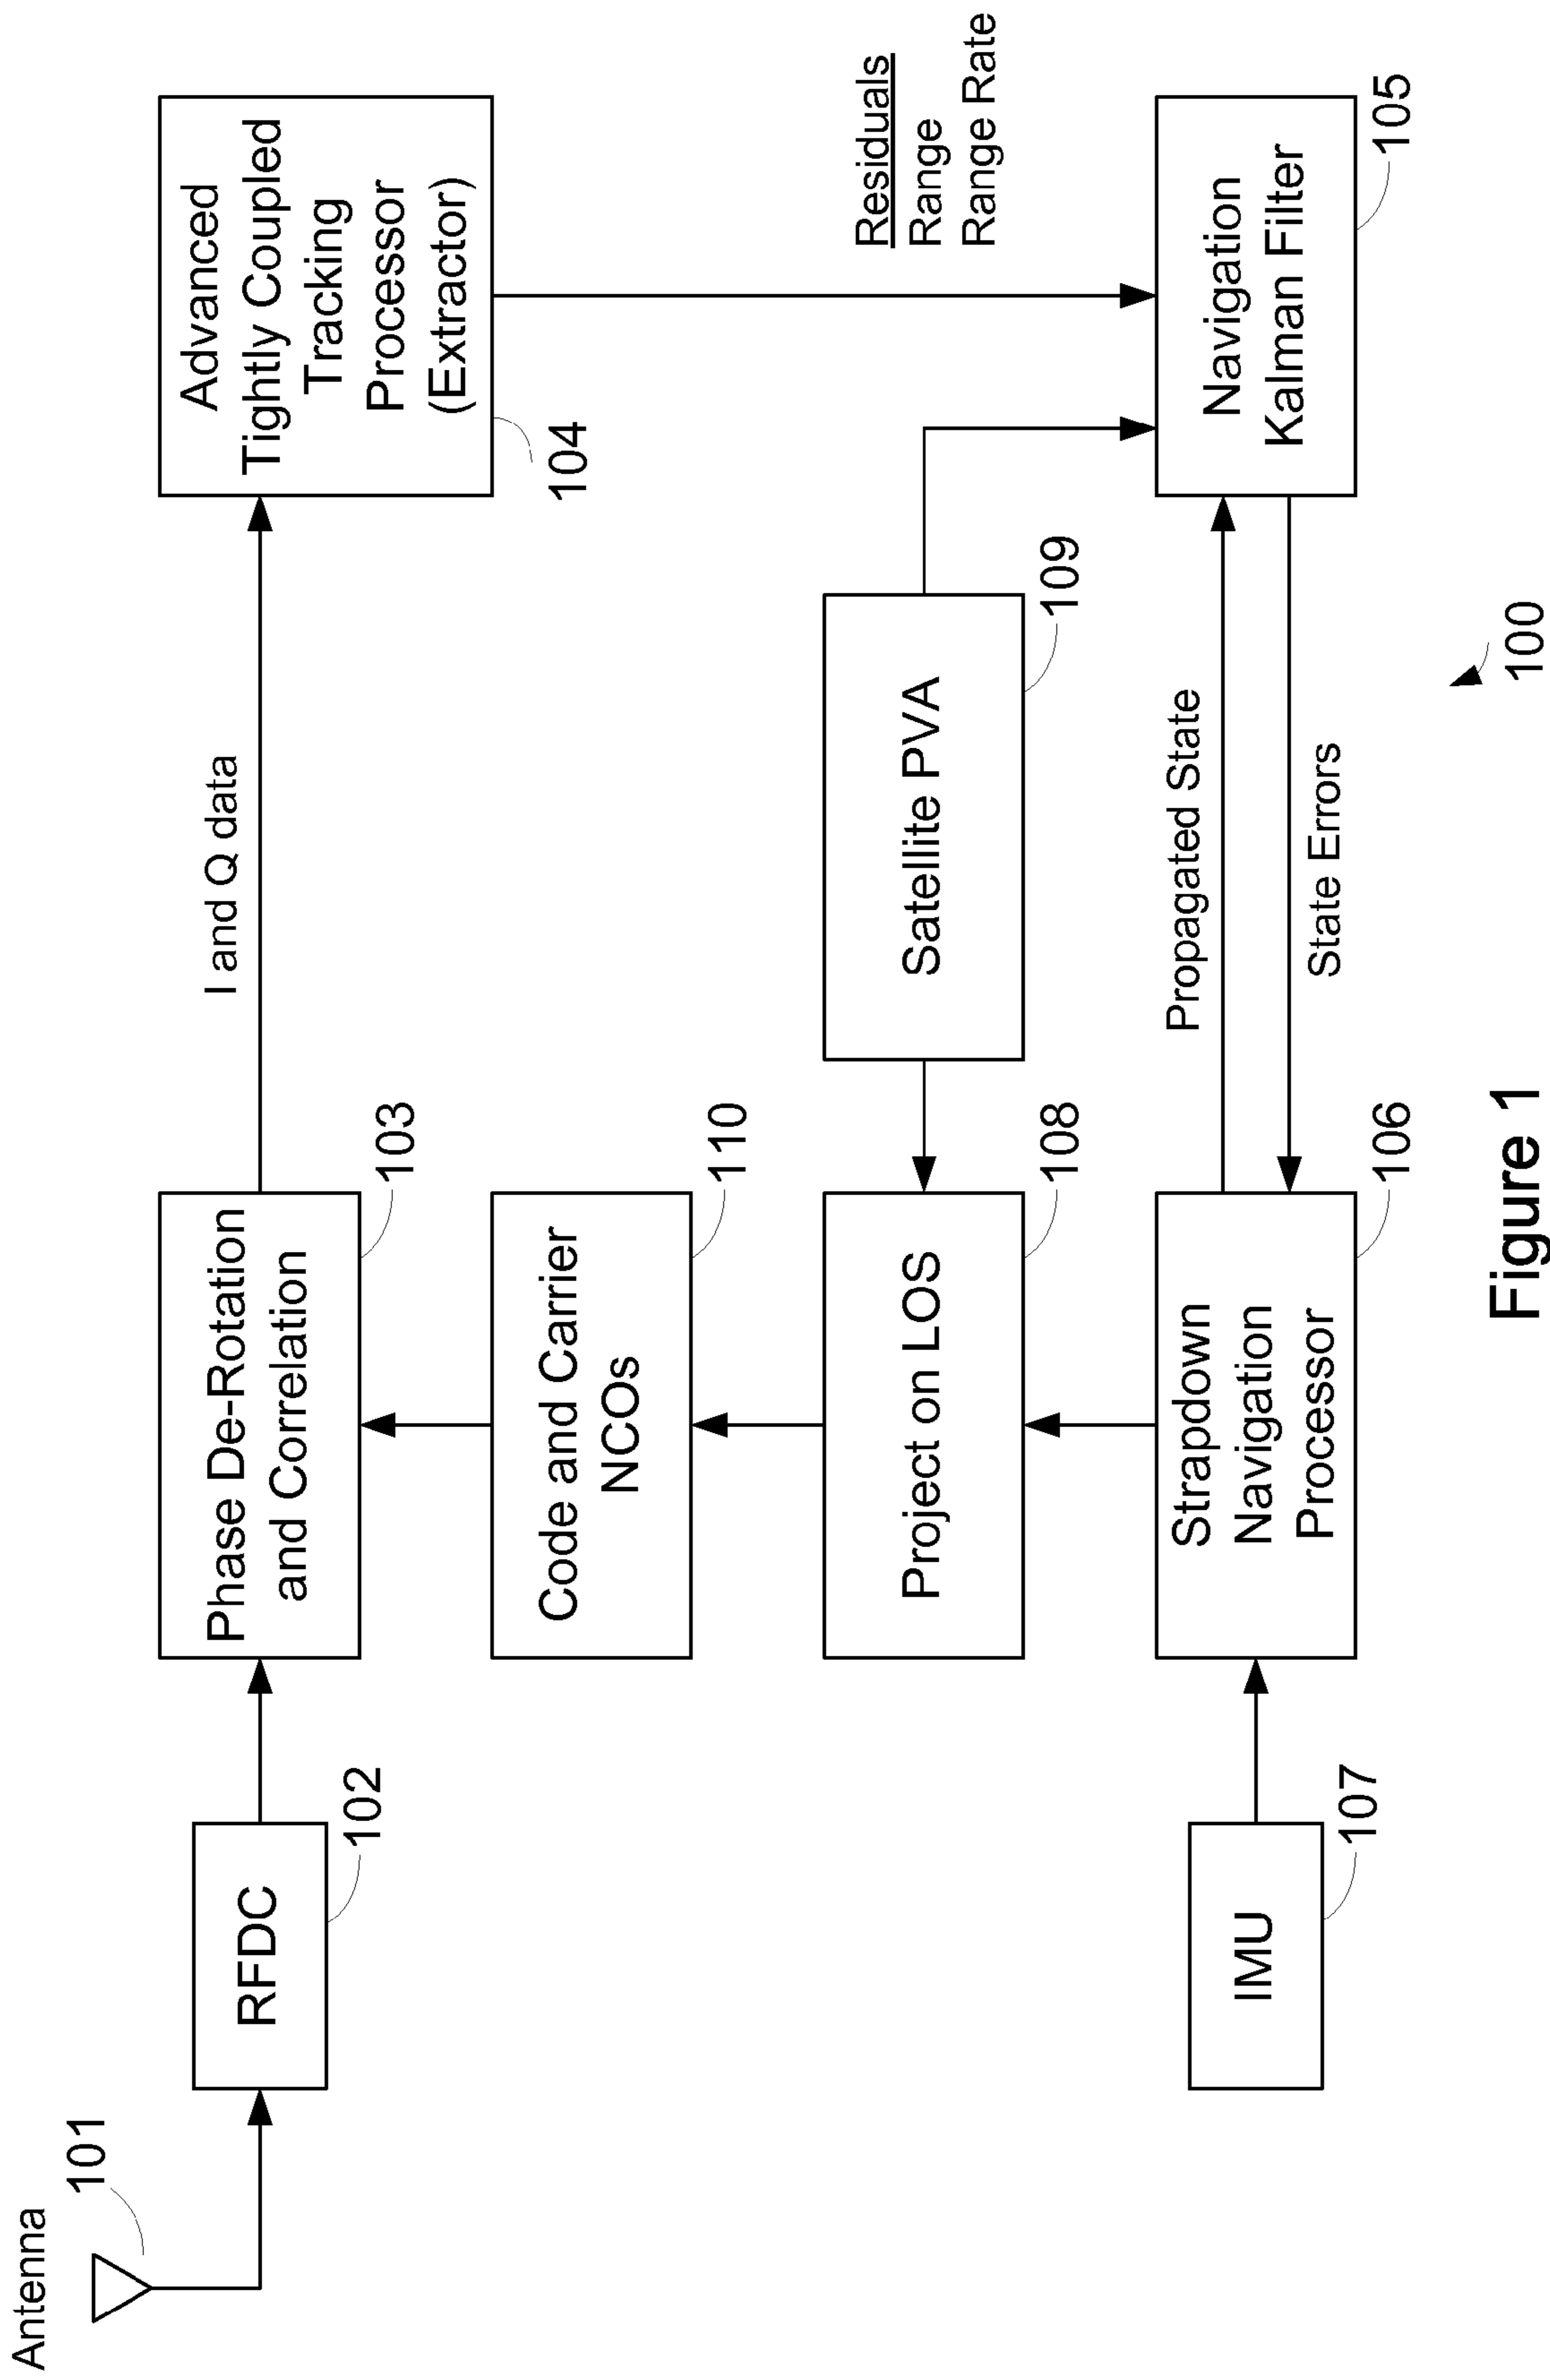 Antenna
101
RFDC
102
Phase De-Rotation
and Correlation
103
I and Q data
Advanced
Tightly Coupled
Tracking
Processor
(Extractor)
104
Code and Carrier
NCOs
110
Residuals
Range
Range Rate
Project on LOS
108
Satellite PVA
109
IMU
107
Strapdown
Navigation
Processor
106
Propagated State
State Errors
Navigation
Kalman Filter
105
100
Figure 1